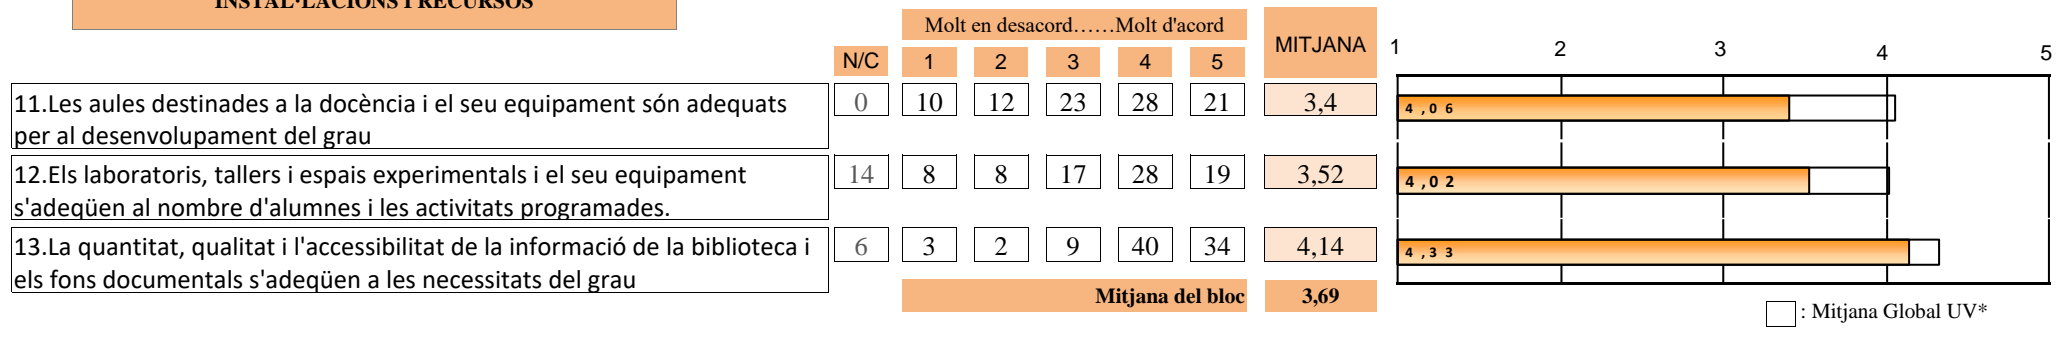 INSTAL·LACIONS I RECURSOS
Molt en desacord……Molt d'acord
N/C 1 2 3 4 5 MITJANA 1 2 3 4 5
11.Les aules destinades a la docència i el seu equipament són adequats
per al desenvolupament del grau
0 10 12 23 28 21 3,4 4,06
12.Els laboratoris, tallers i espais experimentals i el seu equipament
s'adeqüen al nombre d'alumnes i les activitats programades.
14 8 8 17 28 19 3,52 4,02
13.La quantitat, qualitat i l'accessibilitat de la informació de la biblioteca i
els fons documentals s'adeqüen a les necessitats del grau
6 3 2 9 40 34 4,14 4,33
Mitjana del bloc 3,69
: Mitjana Global UV*